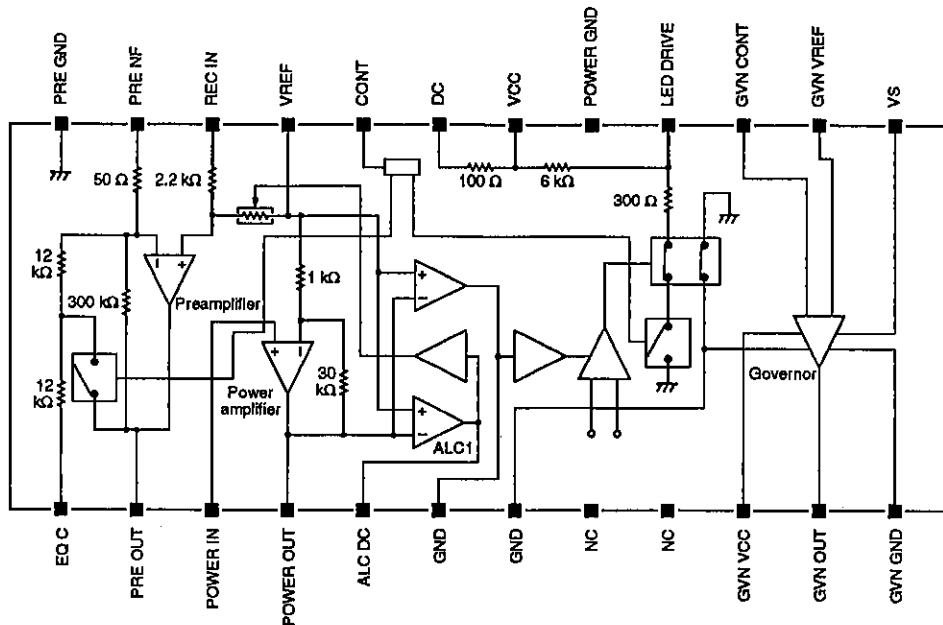 PRE GND
PRE NF
REC IN
VREF
CONT
DC
VCC
POWER GND
LED DRIVE
GVN CONT
GVN VREF
VS
50 Ω
2.2 kΩ
100 Ω
6 kΩ
300 Ω
12
kΩ
300 kΩ
− +
Preamplifier
1 kΩ
+
−
12
kΩ
+ −
Power
amplifier
30
kΩ
+
−
ALC1
Governor
EQ C
PRE OUT
POWER IN
POWER OUT
ALC DC
GND
GND
NC
NC
GVN VCC
GVN OUT
GVN GND